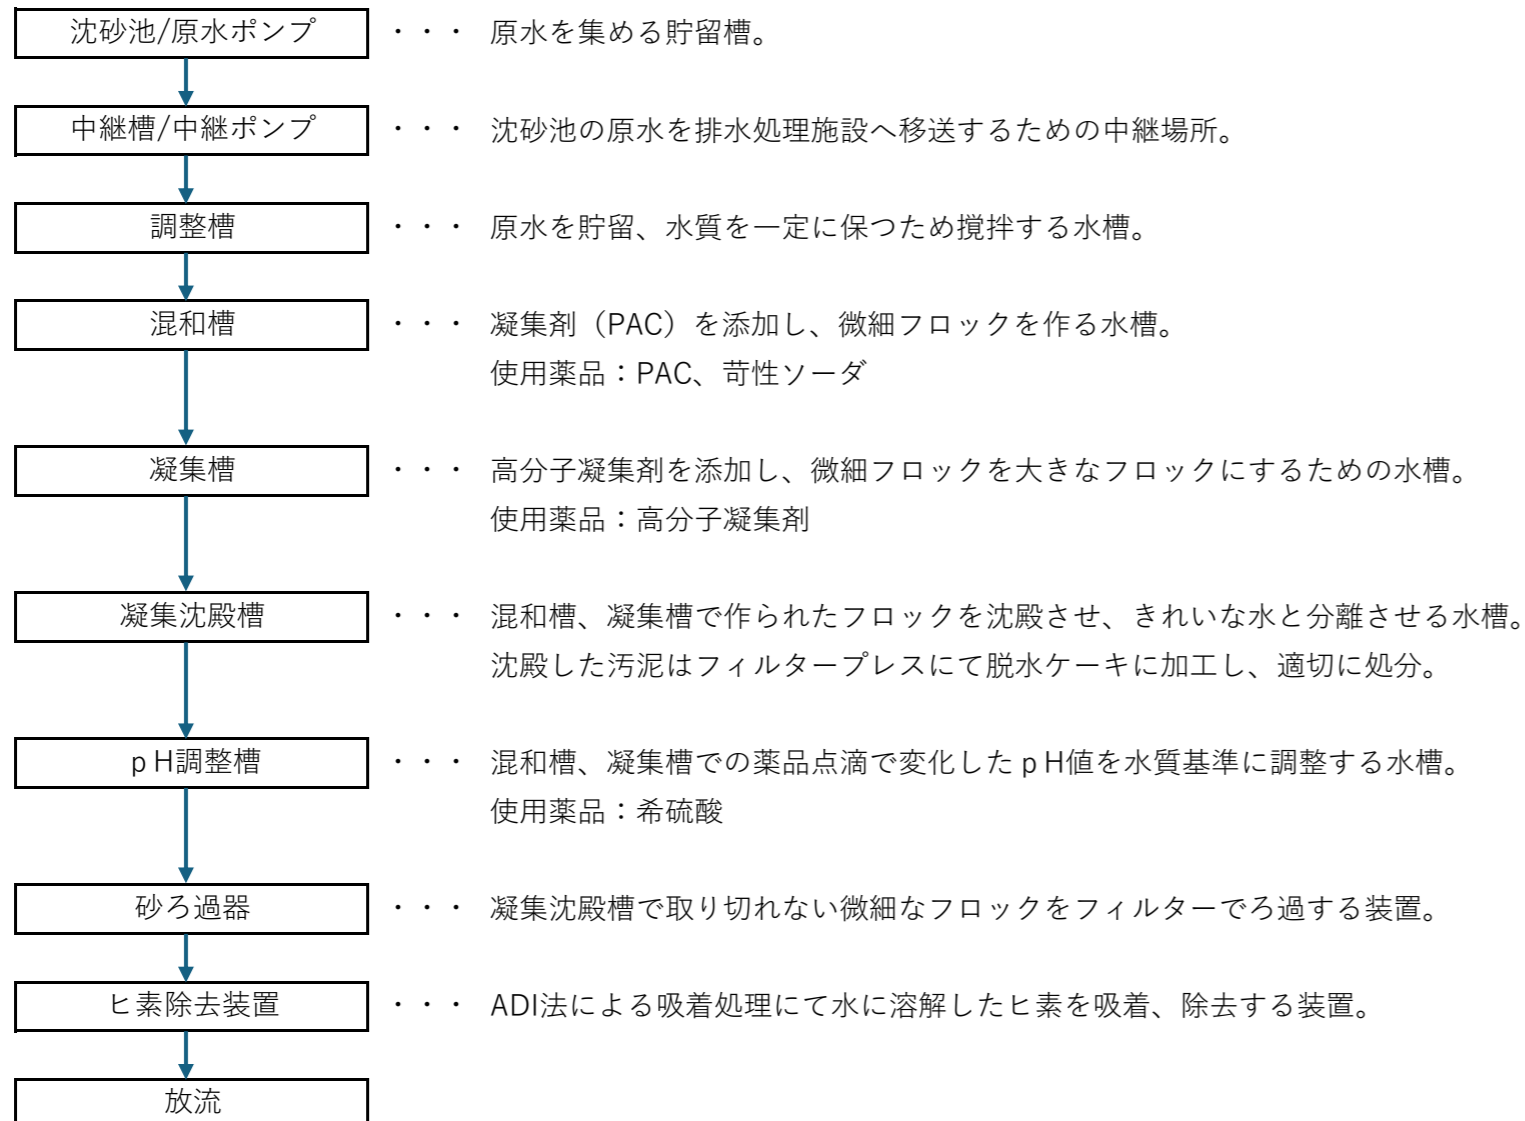 沈砂池/原水ポンプ ・・・ 原水を集める貯留槽。
中継槽/中継ポンプ ・・・ 沈砂池の原水を排水処理施設へ移送するための中継場所。
調整槽 ・・・ 原水を貯留、水質を一定に保つため撹拌する水槽。
混和槽 ・・・ 凝集剤（PAC）を添加し、微細フロックを作る水槽。
使用薬品：PAC、苛性ソーダ
凝集槽 ・・・ 高分子凝集剤を添加し、微細フロックを大きなフロックにするための水槽。
使用薬品：高分子凝集剤
凝集沈殿槽 ・・・ 混和槽、凝集槽で作られたフロックを沈殿させ、きれいな水と分離させる水槽。
沈殿した汚泥はフィルタープレスにて脱水ケーキに加工し、適切に処分。
ｐH調整槽 ・・・ 混和槽、凝集槽での薬品点滴で変化したｐH値を水質基準に調整する水槽。
使用薬品：希硫酸
砂ろ過器 ・・・ 凝集沈殿槽で取り切れない微細なフロックをフィルターでろ過する装置。
ヒ素除去装置 ・・・ ADI法による吸着処理にて水に溶解したヒ素を吸着、除去する装置。
放流